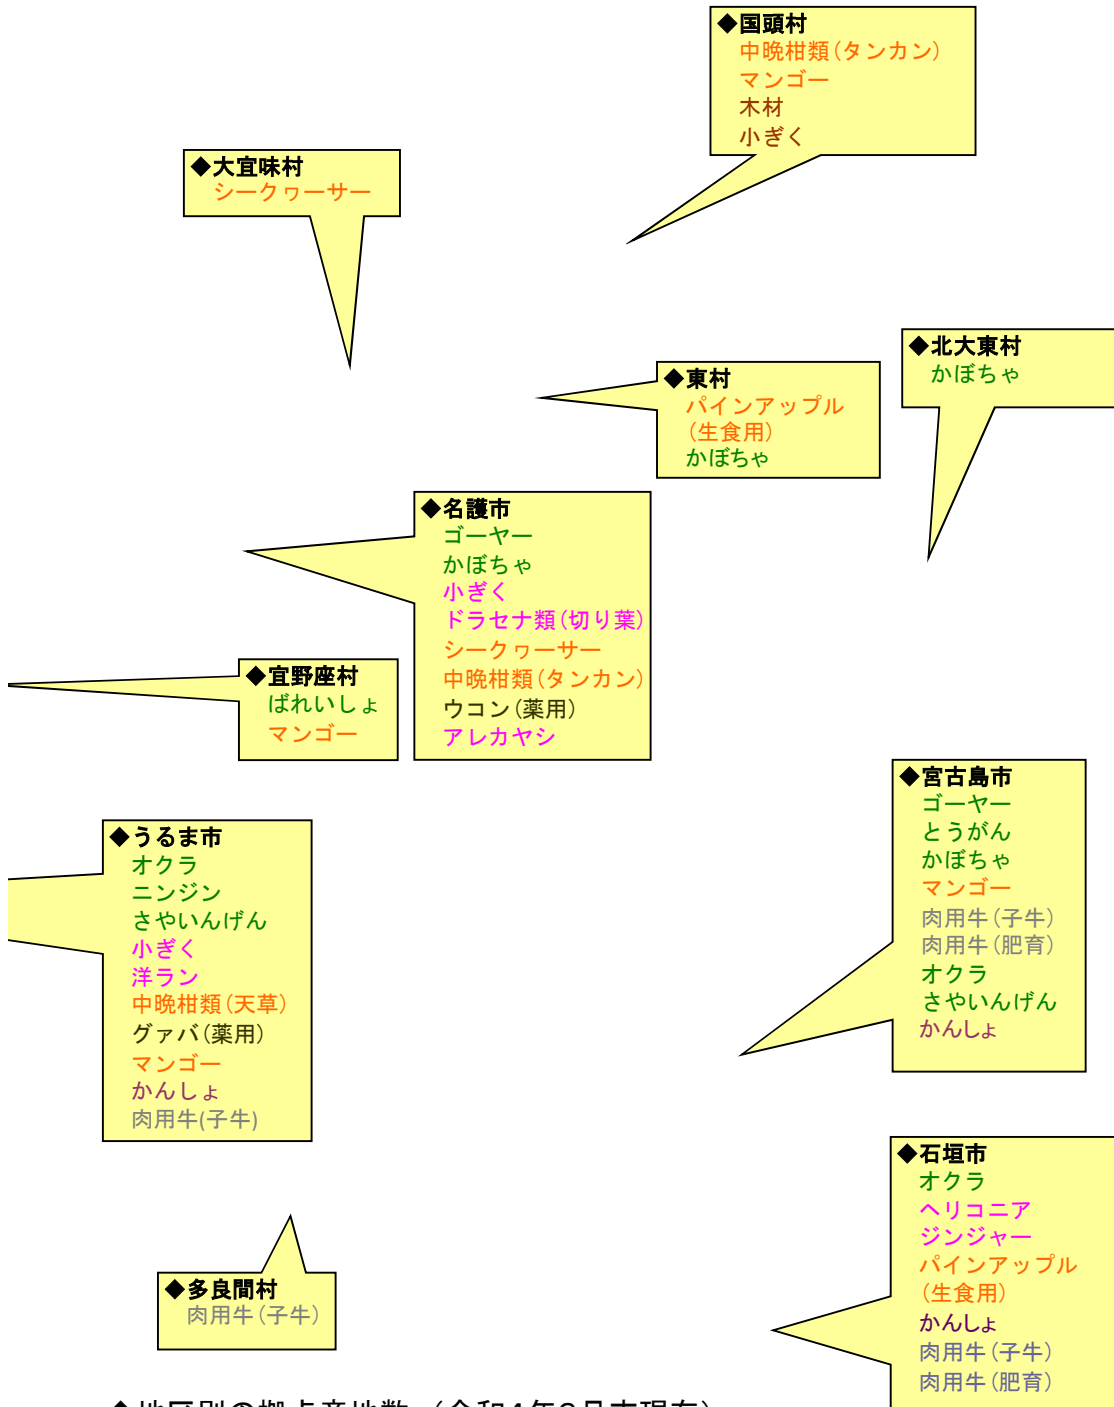 ◆国頭村
中晩柑類(タンカン)
マンゴー
木材
小ぎく
◆大宜味村
シークヮーサー
◆北大東村
かぼちゃ
◆東村
パインアップル
(生食用)
かぼちゃ
◆名護市
ゴーヤー
かぼちゃ
小ぎく
ドラセナ類(切り葉)
シークヮーサー
中晩柑類(タンカン)
ウコン(薬用)
アレカヤシ
◆宜野座村
ばれいしょ
マンゴー
◆宮古島市
ゴーヤー
とうがん
かぼちゃ
マンゴー
肉用牛(子牛)
肉用牛(肥育)
オクラ
さやいんげん
かんしょ
◆うるま市
オクラ
ニンジン
さやいんげん
小ぎく
洋ラン
中晩柑類(天草)
グァバ(薬用)
マンゴー
かんしょ
肉用牛(子牛)
◆石垣市
オクラ
ヘリコニア
ジンジャー
パインアップル
(生食用)
かんしょ
肉用牛(子牛)
肉用牛(肥育)
◆多良間村
肉用牛(子牛)